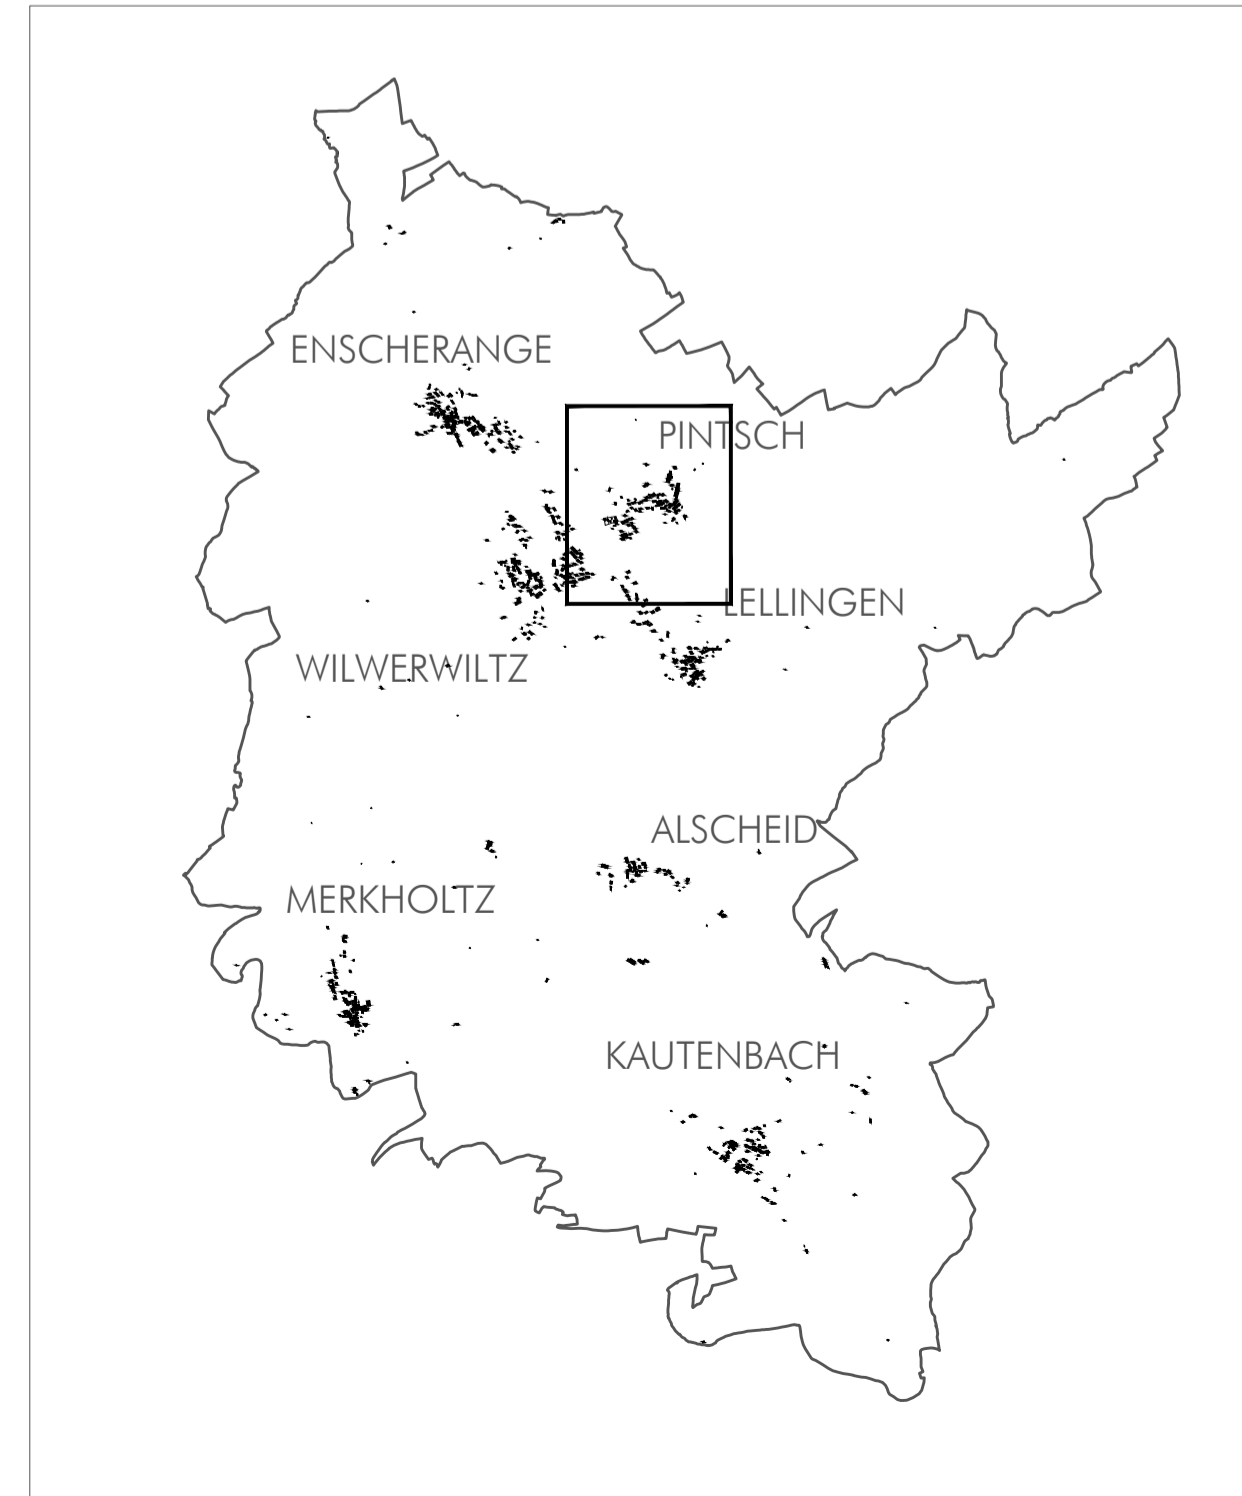 ENSCHERANGE
PINTSCH
LELLINGEN
WILWERWILTZ
ALSCHEID
MERKHOLTZ
KAUTENBACH